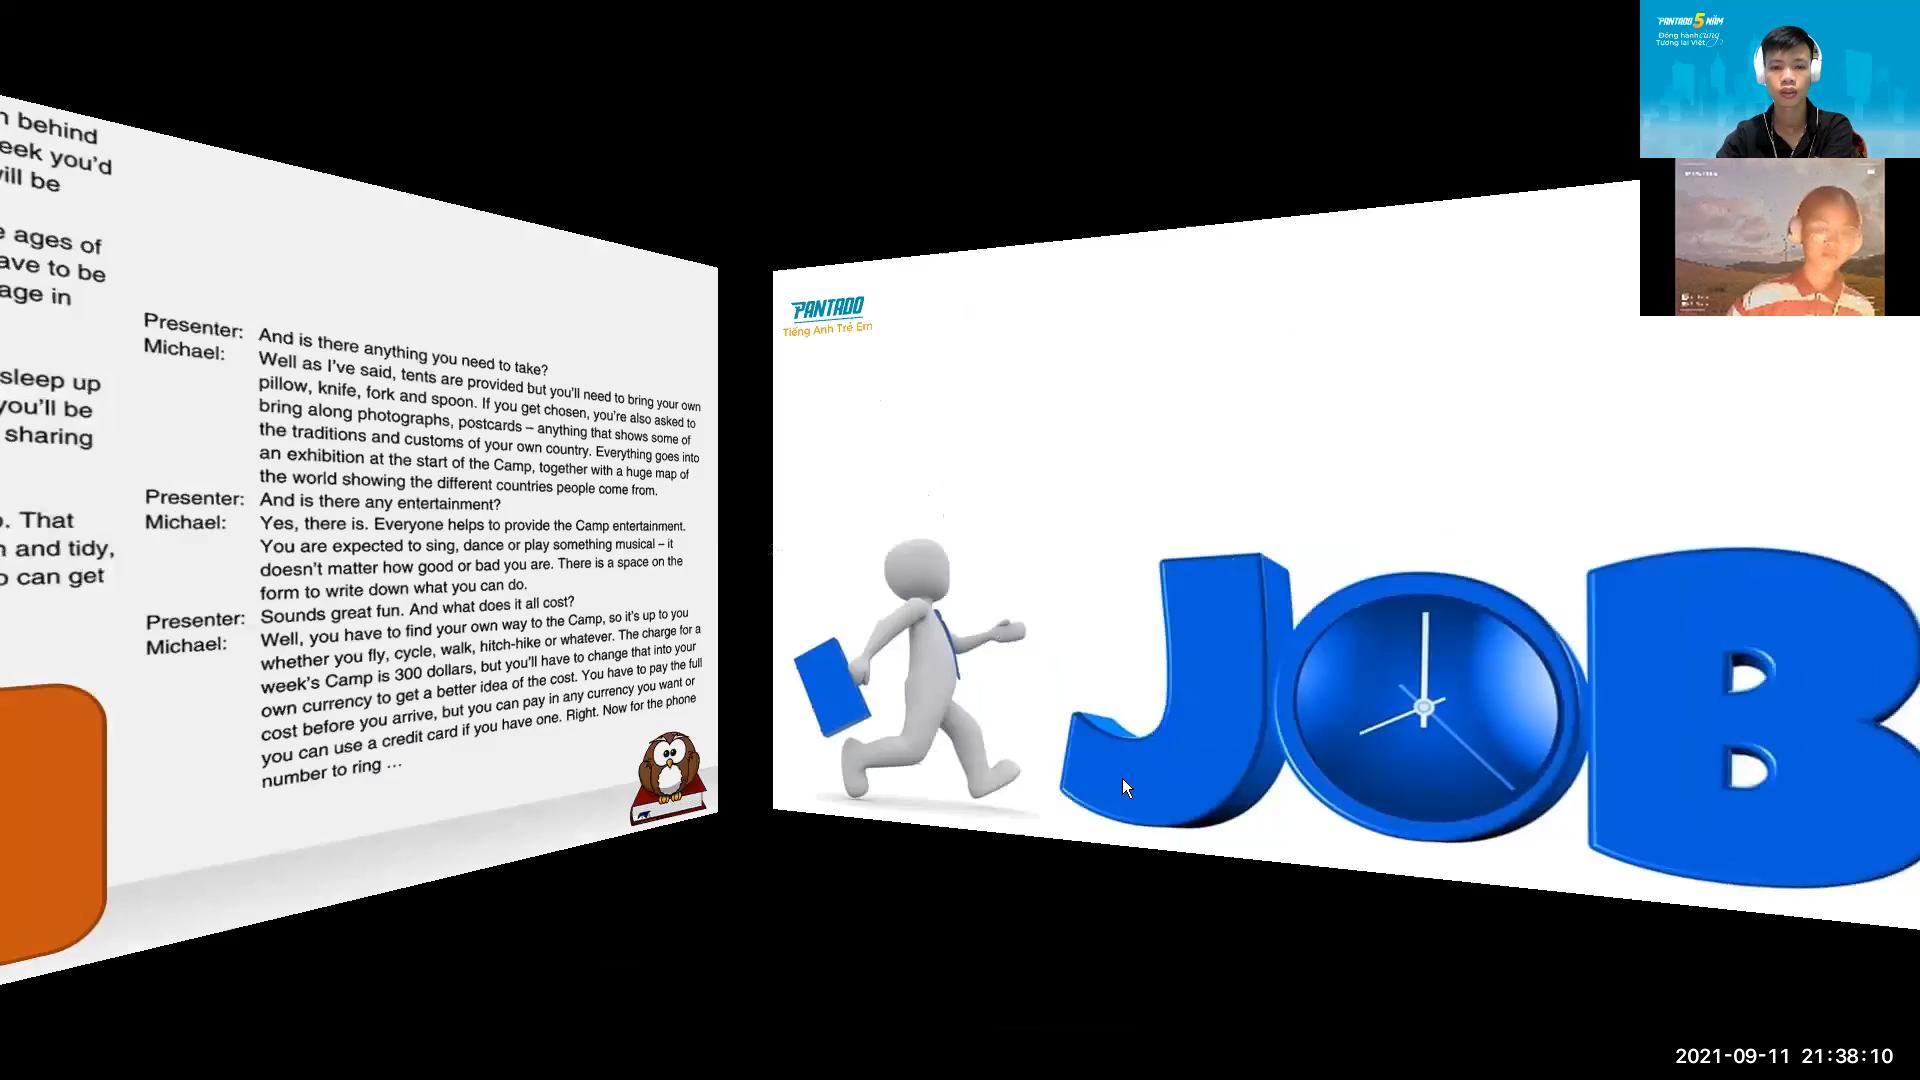 n behind
eek you'd
will be
e ages of
ave to be
age in
sleep up
you'll be
sharing
o. That
n and tidy,
o can get
Presenter: And is there anything you need to take?
Michael: Well as I've said, tents are provided but you'll need to bring your own
pillow, knife, fork and spoon. If you get chosen, you're also asked to
bring along photographs, postcards – anything that shows some of
the traditions and customs of your own country. Everything goes into
an exhibition at the start of the Camp, together with a huge map of
the world showing the different countries people come from.
Presenter: And is there any entertainment?
Michael: Yes, there is. Everyone helps to provide the Camp entertainment.
You are expected to sing, dance or play something musical – it
doesn't matter how good or bad you are. There is a space on the
form to write down what you can do.
Presenter: Sounds great fun. And what does it all cost?
Michael: Well, you have to find your own way to the Camp, so it's up to you
whether you fly, cycle, walk, hitch-hike or whatever. The charge for a
week's Camp is 300 dollars, but you'll have to change that into your
own currency to get a better idea of the cost. You have to pay the full
cost before you arrive, but you can pay in any currency you want or
you can use a credit card if you have one. Right. Now for the phone
number to ring ...
PANTADO
Tiếng Anh Trẻ Em
JOB
PANTADO 5 NĂM
Đồng hành cùng
Tương lai Việt
2021-09-11 21:38:10